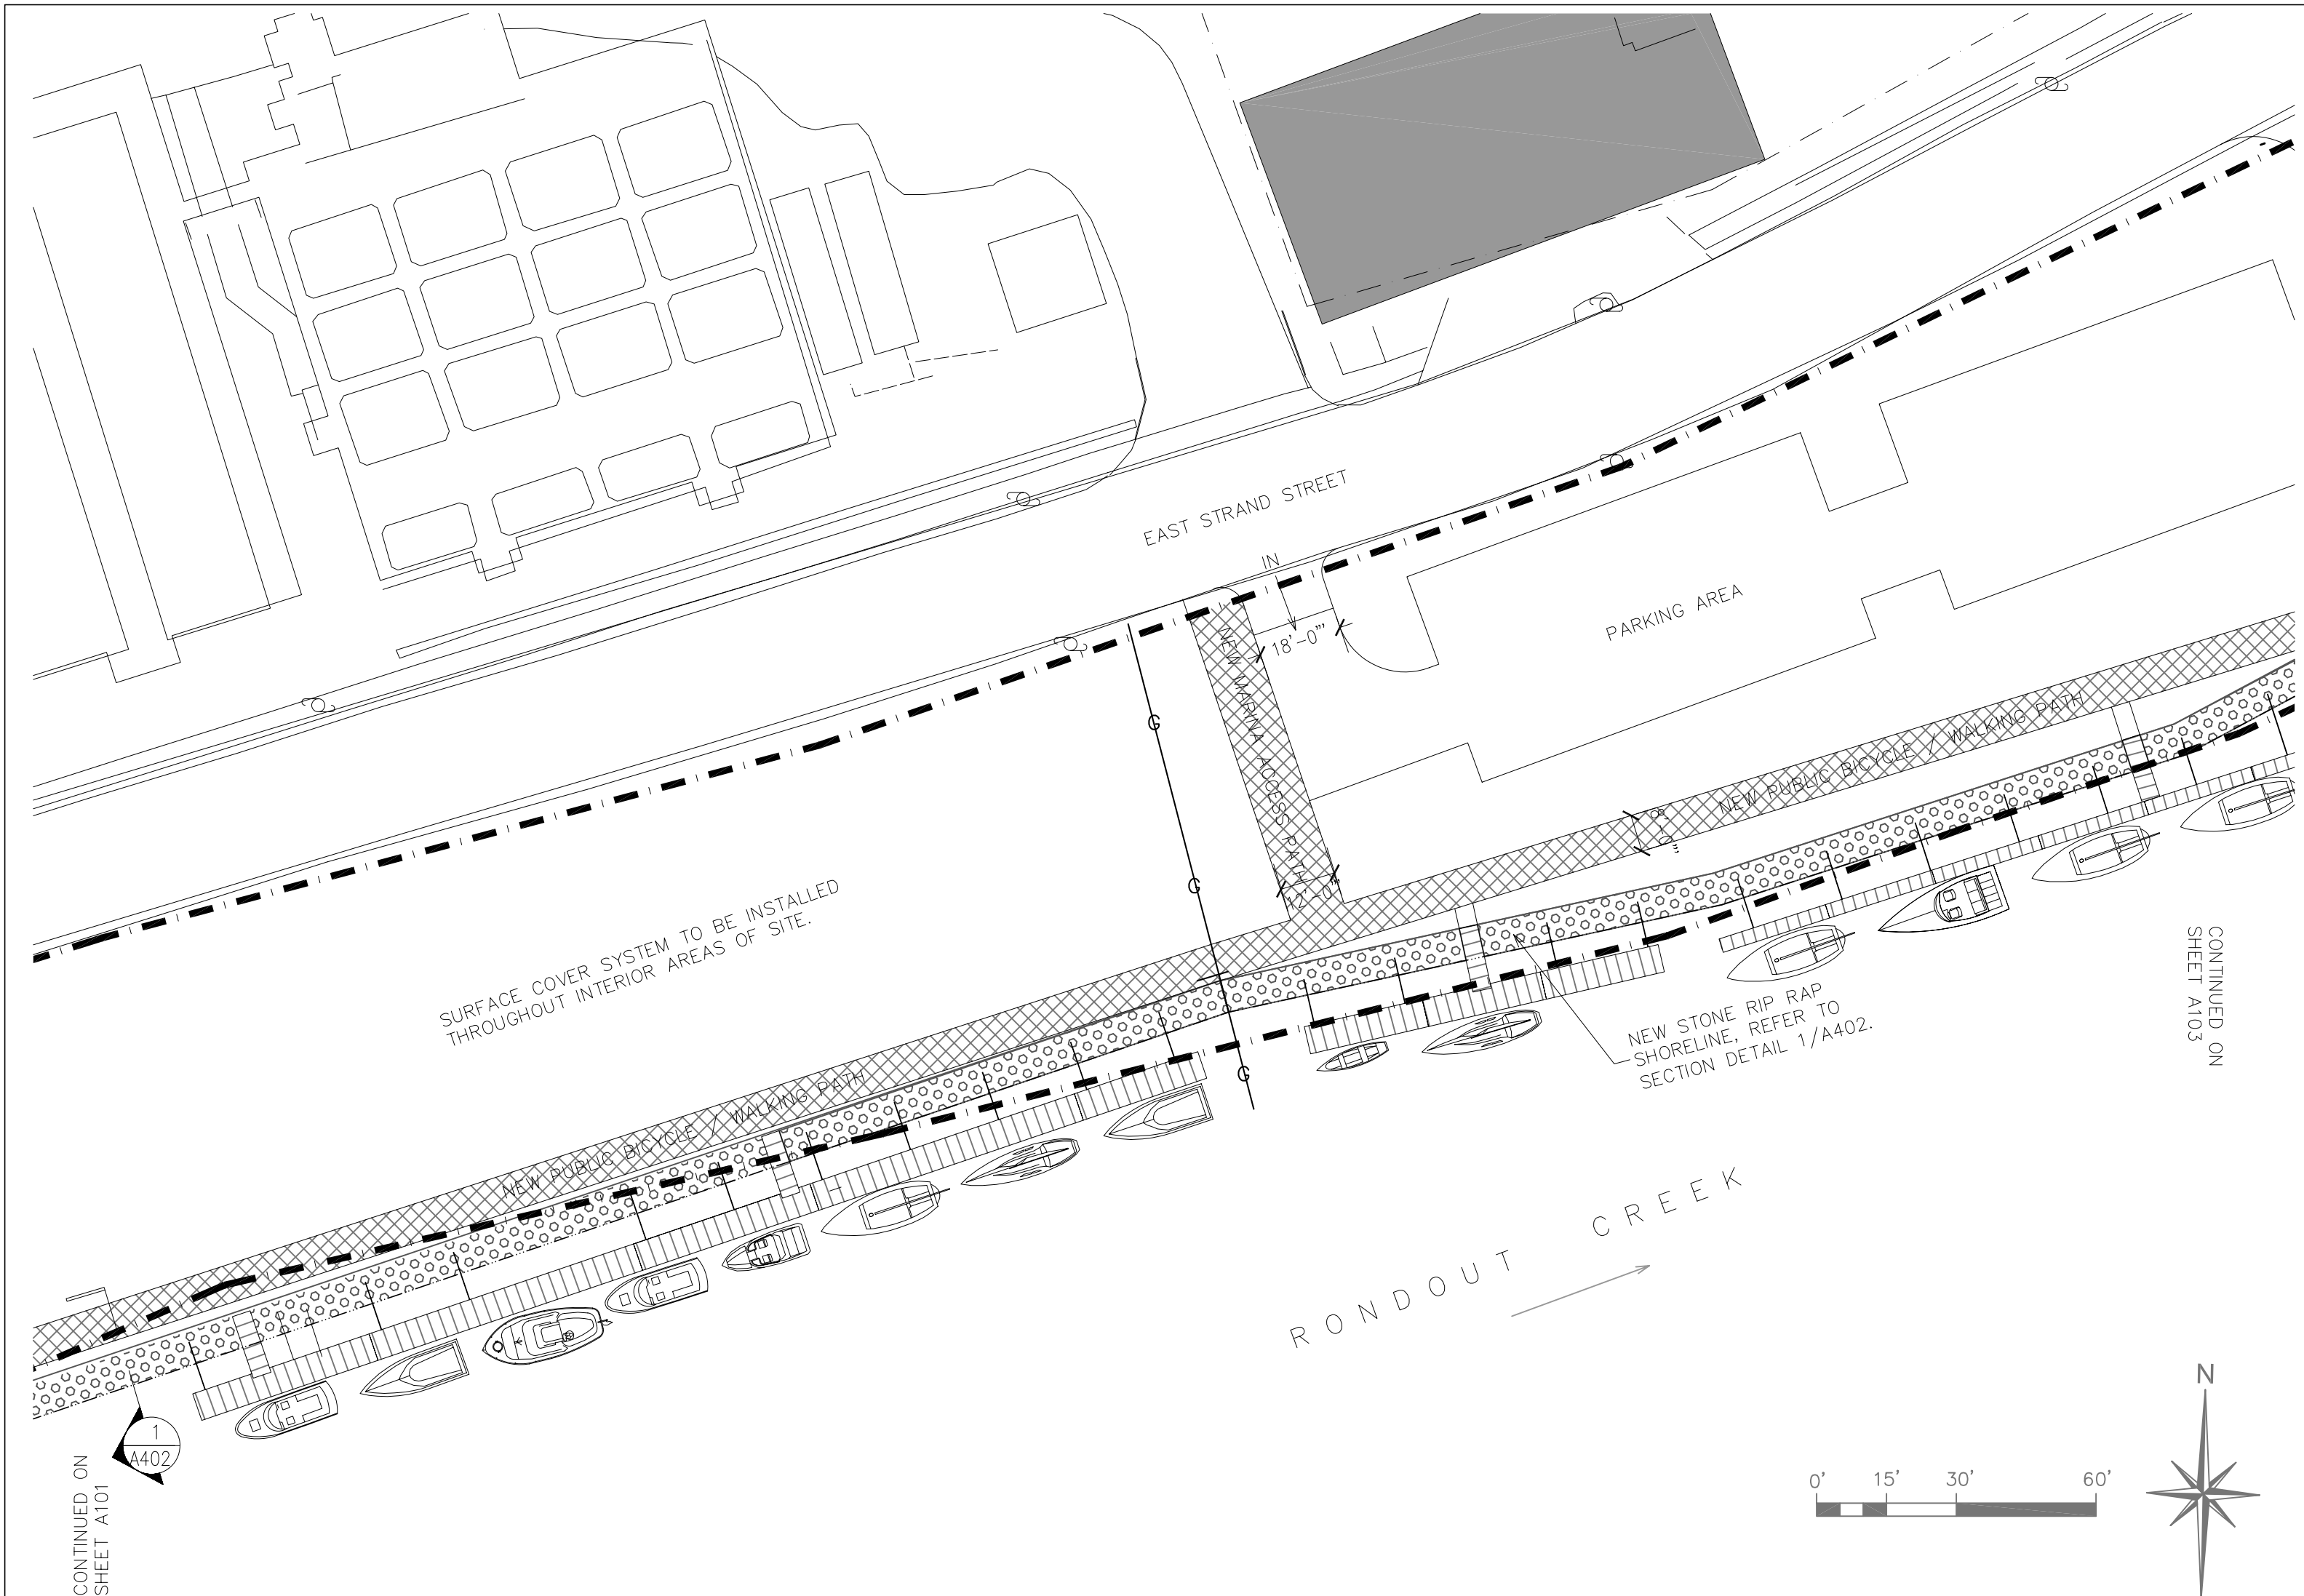 EAST STRAND STREET
IN
18'-0"
PARKING AREA
NEW MARINA ACCESS PATH
G
NEW PUBLIC BICYCLE / WALKING PATH
8'-0"
G
SURFACE COVER SYSTEM TO BE INSTALLED
THROUGHOUT INTERIOR AREAS OF SITE.
CONTINUED ON
SHEET A103
NEW STONE RIP RAP
SHORELINE, REFER TO
SECTION DETAIL 1/A402.
G
NEW PUBLIC BICYCLE / WALKING PATH
RONDOUT CREEK
1
A402
CONTINUED ON
SHEET A101
N
0' 15' 30' 60'